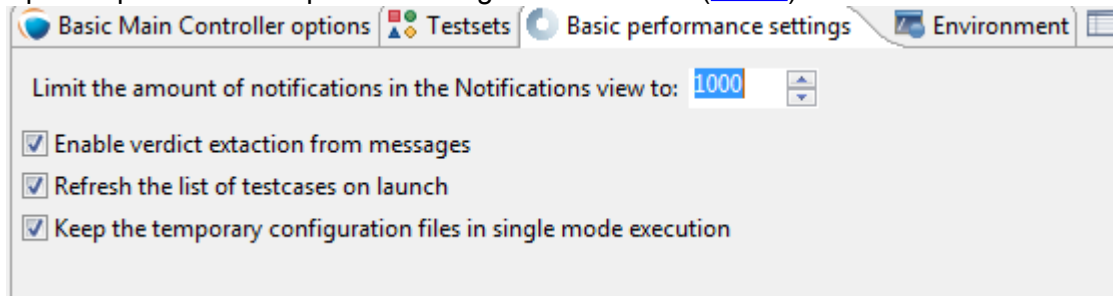 Basic Main Controller options Testsets Basic performance settings Environment
Limit the amount of notifications in the Notifications view to: 1000
Enable verdict extaction from messages
Refresh the list of testcases on launch
Keep the temporary configuration files in single mode execution